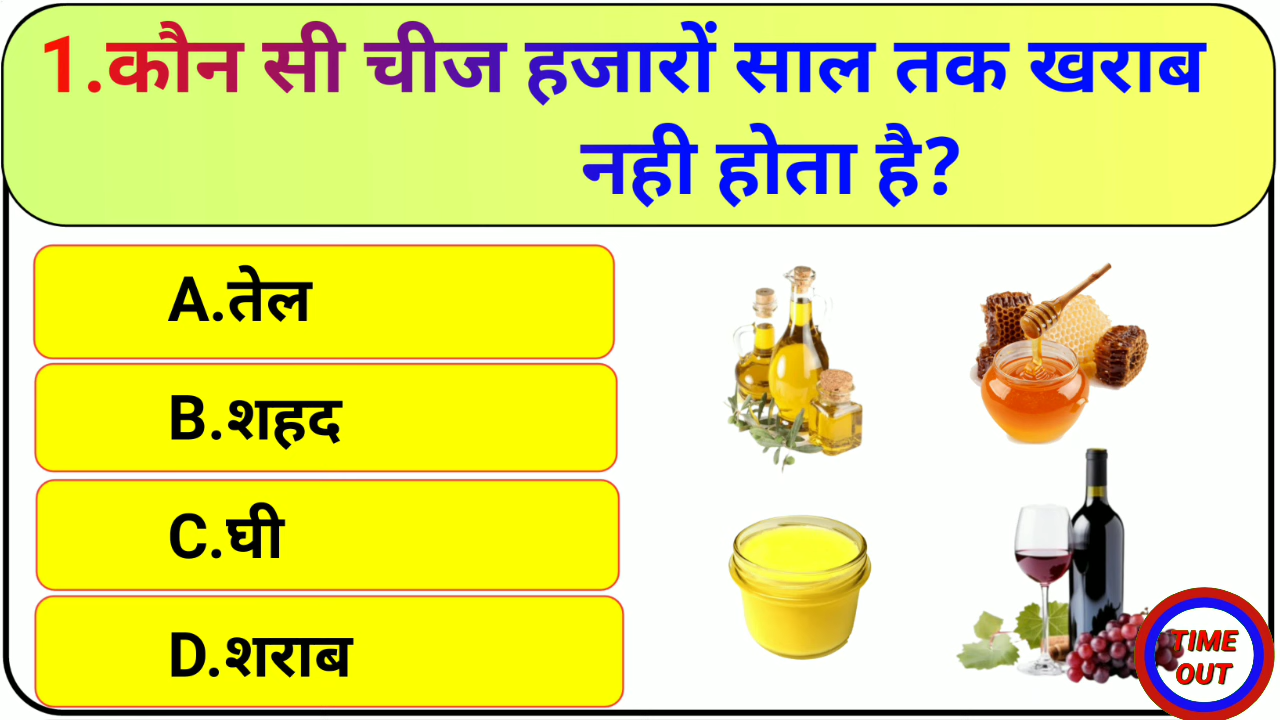 1.कौन सी चीज हजारों साल तक खराब
नही होता है?
A.तेल
B.शहद
C.घी
D.शराब
TIME
OUT